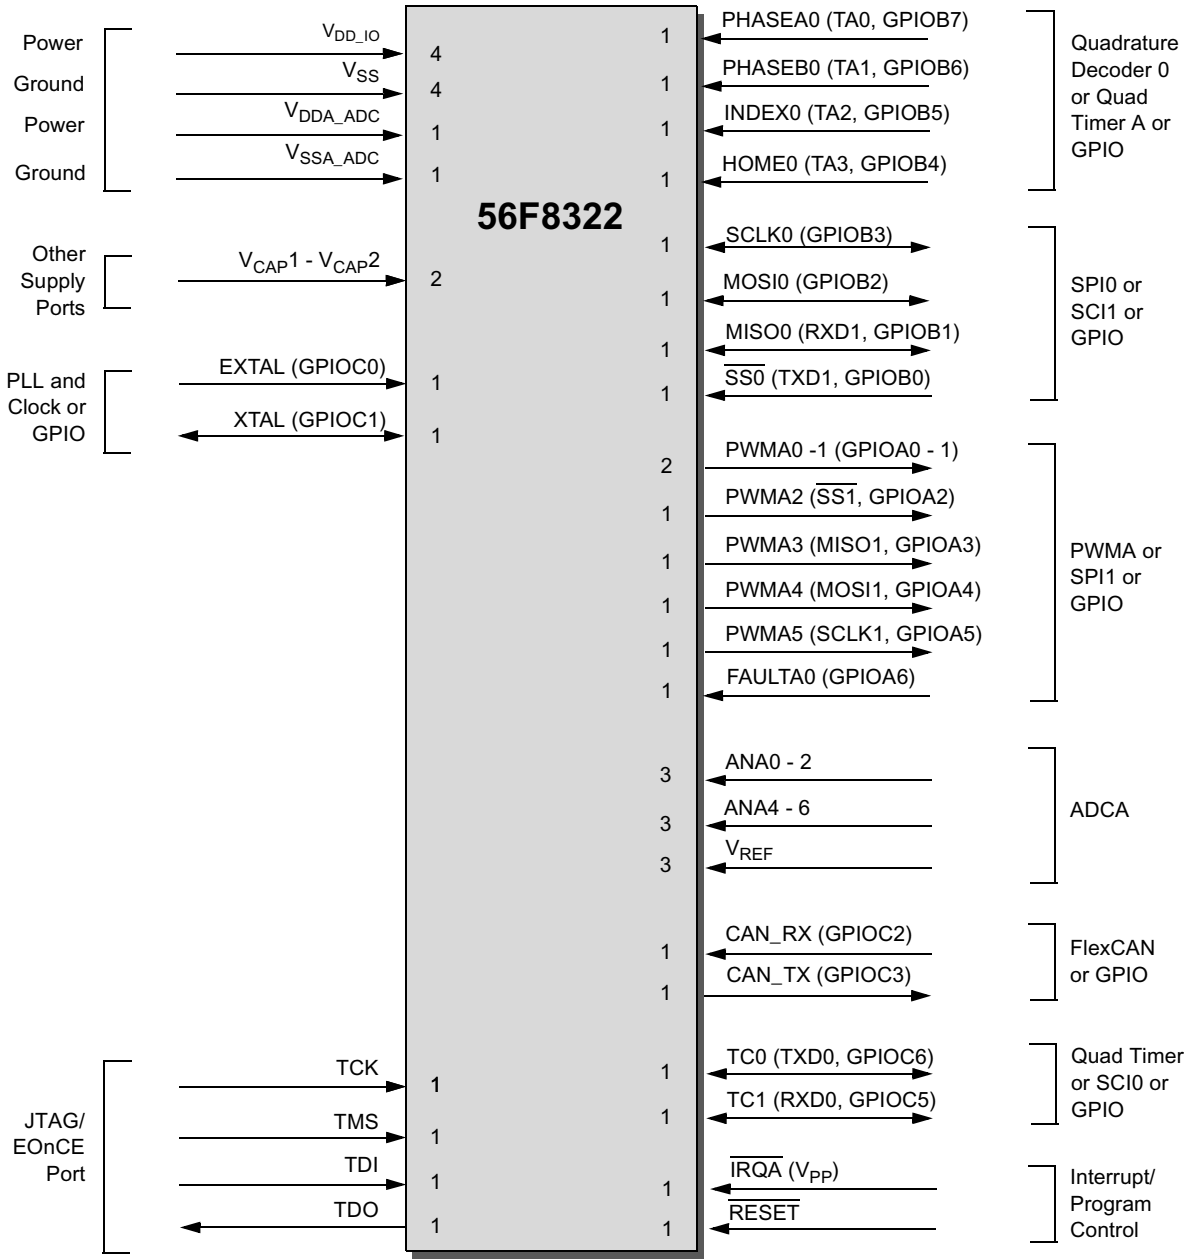 Power
Ground
Power
Ground
V_DD_IO
V_SS
V_DDA_ADC
V_SSA_ADC
4
4
1
1
Other
Supply
Ports
V_CAP1 - V_CAP2
2
PLL and
Clock or
GPIO
EXTAL (GPIOC0)
XTAL (GPIOC1)
1
1
JTAG/
EOnCE
Port
TCK
TMS
TDI
TDO
1
1
1
1
56F8322
1
1
1
1
PHASEA0 (TA0, GPIOB7)
PHASEB0 (TA1, GPIOB6)
INDEX0 (TA2, GPIOB5)
HOME0 (TA3, GPIOB4)
Quadrature
Decoder 0
or Quad
Timer A or
GPIO
1
1
1
1
SCLK0 (GPIOB3)
MOSI0 (GPIOB2)
MISO0 (RXD1, GPIOB1)
SS0 (TXD1, GPIOB0)
SPI0 or
SCI1 or
GPIO
2
1
1
1
1
1
PWMA0 -1 (GPIOA0 - 1)
PWMA2 (SS1, GPIOA2)
PWMA3 (MISO1, GPIOA3)
PWMA4 (MOSI1, GPIOA4)
PWMA5 (SCLK1, GPIOA5)
FAULTA0 (GPIOA6)
PWMA or
SPI1 or
GPIO
3
3
3
ANA0 - 2
ANA4 - 6
V_REF
ADCA
1
1
CAN_RX (GPIOC2)
CAN_TX (GPIOC3)
FlexCAN
or GPIO
1
1
TC0 (TXD0, GPIOC6)
TC1 (RXD0, GPIOC5)
Quad Timer
or SCI0 or
GPIO
1
1
IRQA (V_PP)
RESET
Interrupt/
Program
Control